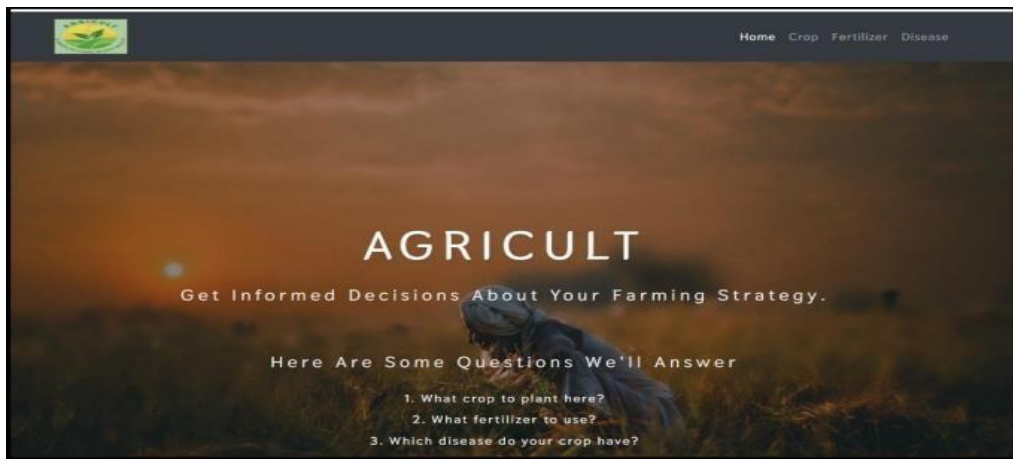 AGRICULT
Home Crop Fertilizer Disease
AGRICULT
Get Informed Decisions About Your Farming Strategy.
Here Are Some Questions We'll Answer
1. What crop to plant here?
2. What fertilizer to use?
3. Which disease do your crop have?